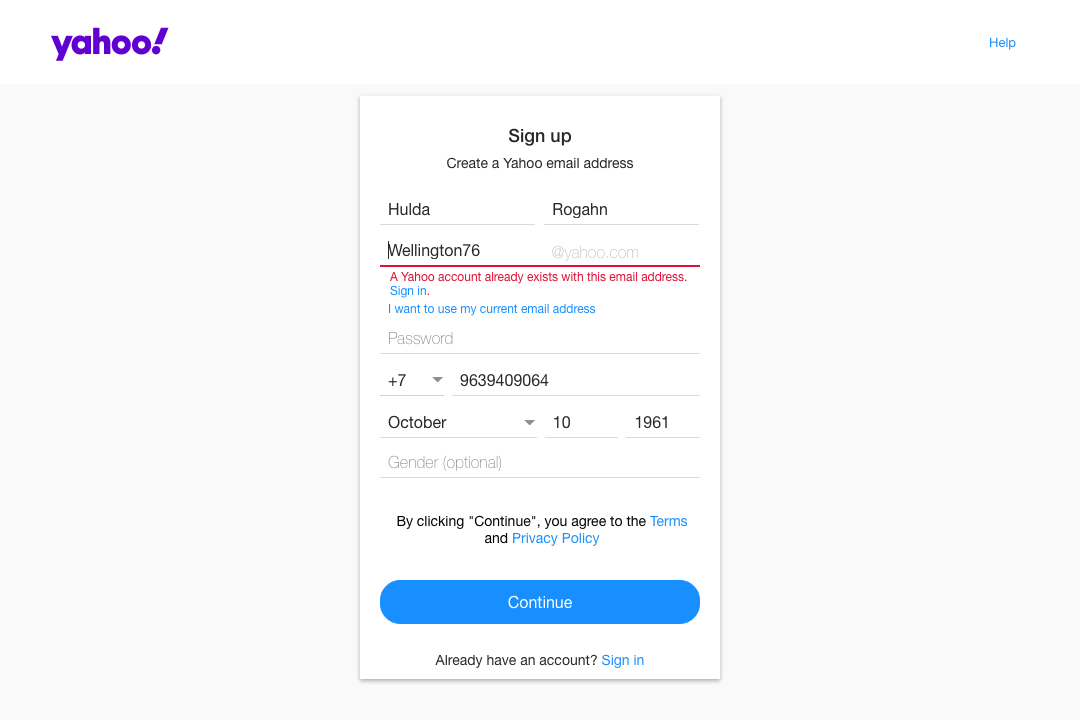 yahoo!
Help
Sign up
Create a Yahoo email address
Hulda Rogahn
Wellington76 @yahoo.com
A Yahoo account already exists with this email address.
Sign in.
I want to use my current email address
Password
+7 9639409064
October 10 1961
Gender (optional)
By clicking "Continue", you agree to the Terms
and Privacy Policy
Continue
Already have an account? Sign in